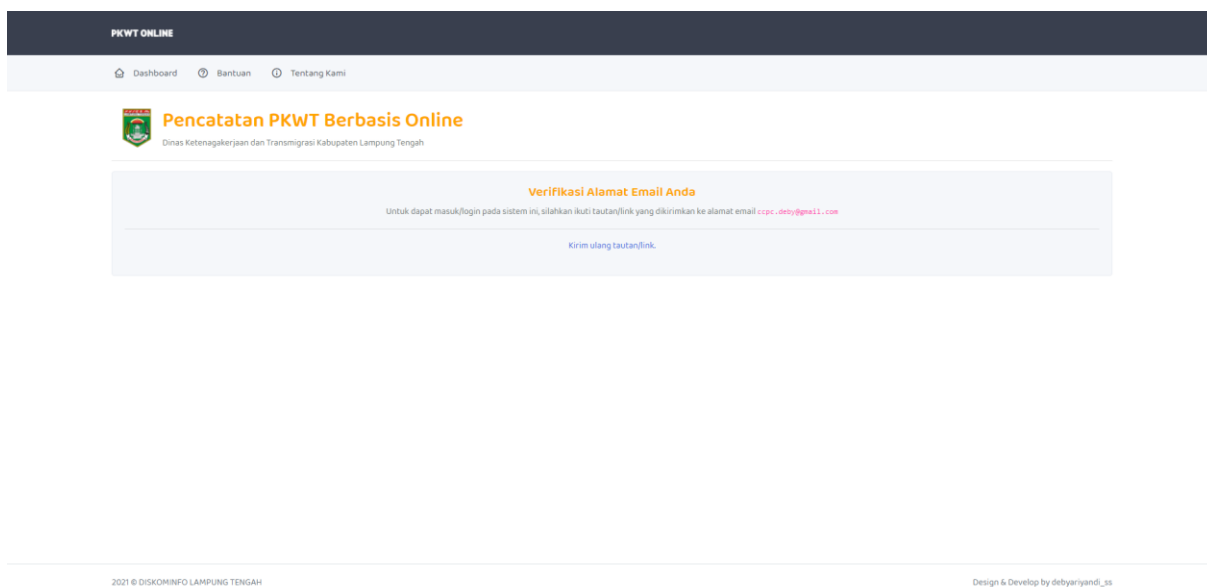 PKWT ONLINE
Dashboard Bantuan Tentang Kami
Pencatatan PKWT Berbasis Online
Dinas Ketenagakerjaan dan Transmigrasi Kabupaten Lampung Tengah
Verifikasi Alamat Email Anda
Untuk dapat masuk/login pada sistem ini, silahkan ikuti tautan/link yang dikirimkan ke alamat email ccpc.deby@gmail.com
Kirim ulang tautan/link.
2021 © DISKOMINFO LAMPUNG TENGAH
Design & Develop by debyariyandi_ss